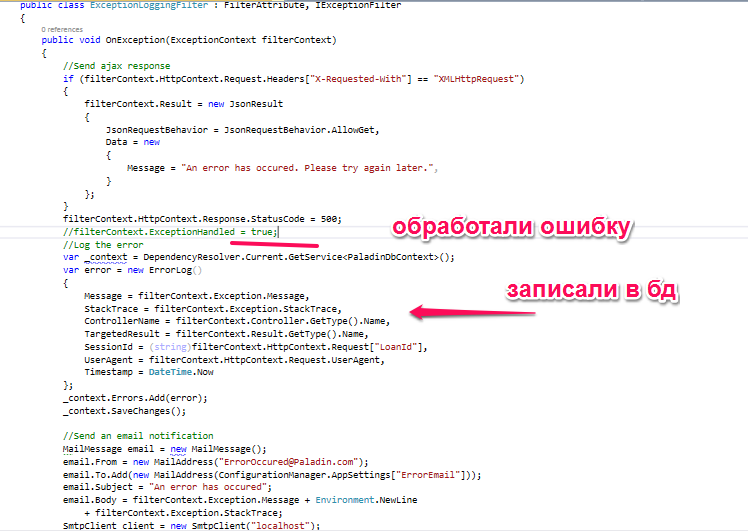 public class ExceptionLoggingFilter : FilterAttribute, IExceptionFilter
{
0 references
public void OnException(ExceptionContext filterContext)
{
//Send ajax response
if (filterContext.HttpContext.Request.Headers["X-Requested-With"] == "XMLHttpRequest")
{
filterContext.Result = new JsonResult
{
JsonRequestBehavior = JsonRequestBehavior.AllowGet,
Data = new
{
Message = "An error has occured. Please try again later.",
}
};
}
filterContext.HttpContext.Response.StatusCode = 500;
//filterContext.ExceptionHandled = true;
обработали ошибку
//Log the error
var _context = DependencyResolver.Current.GetService<PaladinDbContext>();
var error = new ErrorLog()
{
записали в бд
Message = filterContext.Exception.Message,
StackTrace = filterContext.Exception.StackTrace,
ControllerName = filterContext.Controller.GetType().Name,
TargetedResult = filterContext.Result.GetType().Name,
SessionId = (string)filterContext.HttpContext.Request["LoanId"],
UserAgent = filterContext.HttpContext.Request.UserAgent,
Timestamp = DateTime.Now
};
_context.Errors.Add(error);
_context.SaveChanges();
//Send an email notification
MailMessage email = new MailMessage();
email.From = new MailAddress("ErrorOccured@Paladin.com");
email.To.Add(new MailAddress(ConfigurationManager.AppSettings["ErrorEmail"]));
email.Subject = "An error has occured";
email.Body = filterContext.Exception.Message + Environment.NewLine
+ filterContext.Exception.StackTrace;
SmtpClient client = new SmtpClient("localhost");